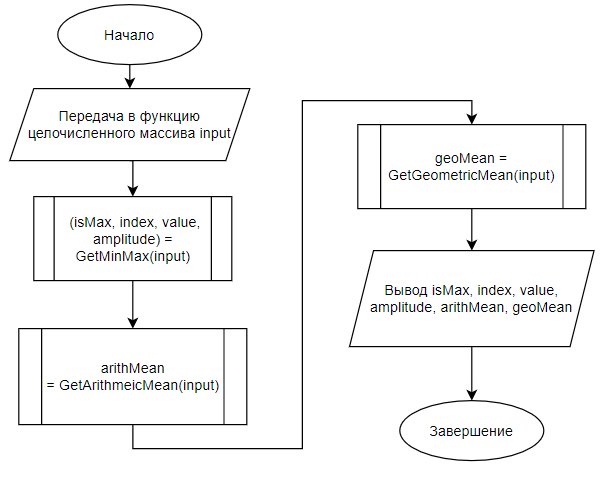 Начало
Передача в функцию
целочисленного массива input
(isMax, index, value,
amplitude) =
GetMinMax(input)
arithMean
= GetArithmeicMean(input)
geoMean =
GetGeometricMean(input)
Вывод isMax, index, value,
amplitude, arithMean, geoMean
Завершение